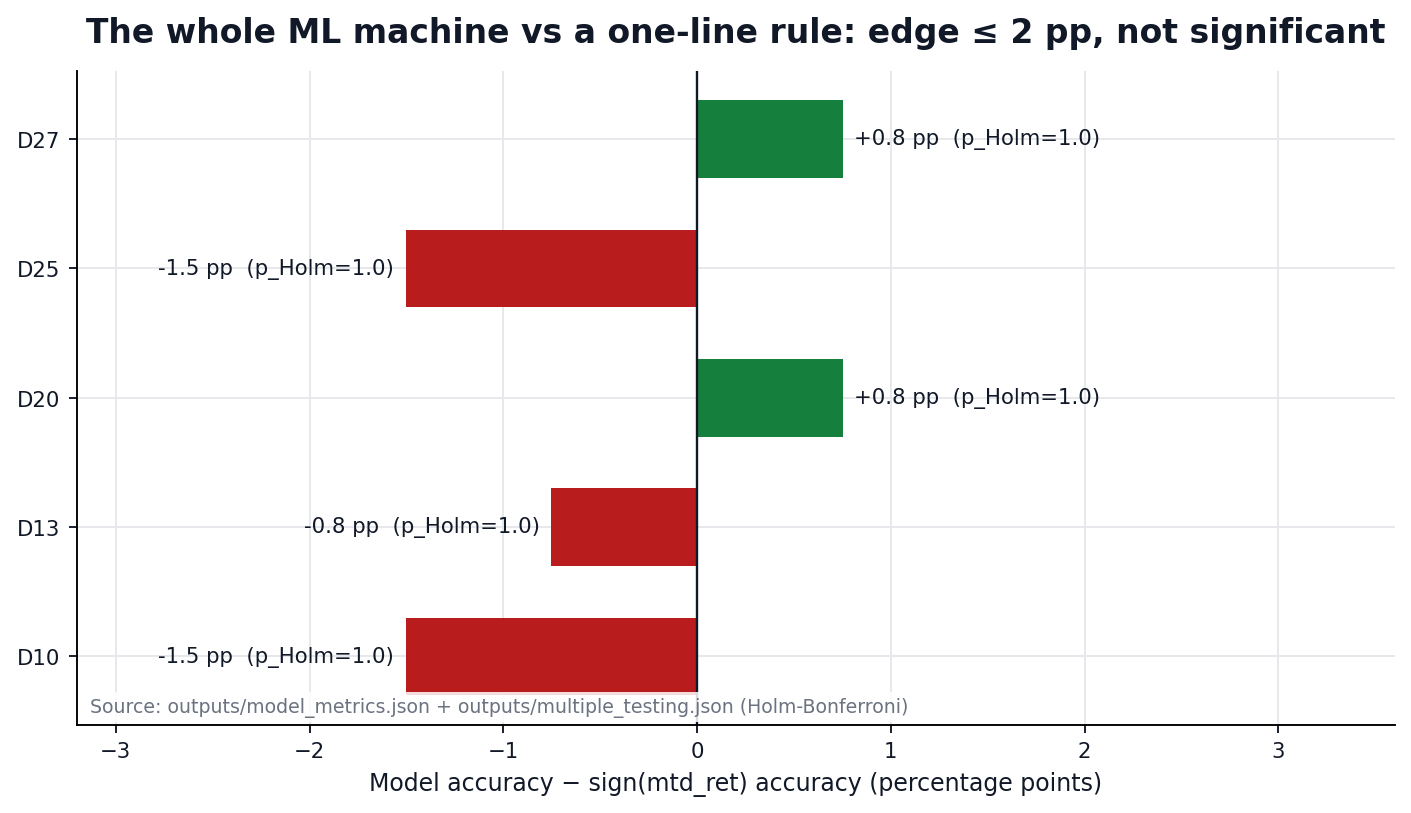 The whole ML machine vs a one-line rule: edge ≤ 2 pp, not significant
D27
+0.8 pp  (p_Holm=1.0)
D25
-1.5 pp  (p_Holm=1.0)
D20
+0.8 pp  (p_Holm=1.0)
D13
-0.8 pp  (p_Holm=1.0)
D10
-1.5 pp  (p_Holm=1.0)
Source: outputs/model_metrics.json + outputs/multiple_testing.json (Holm-Bonferroni)
−3 −2 −1 0 1 2 3
Model accuracy − sign(mtd_ret) accuracy (percentage points)